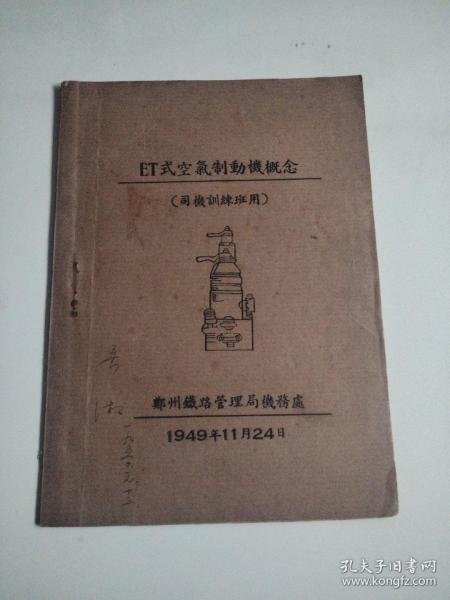 ET式空氣制動機概念
（司機訓練班用）
鄭州鐵路管理局機務處
1949年11月24日
孔夫子旧书网
www.kongfz.com